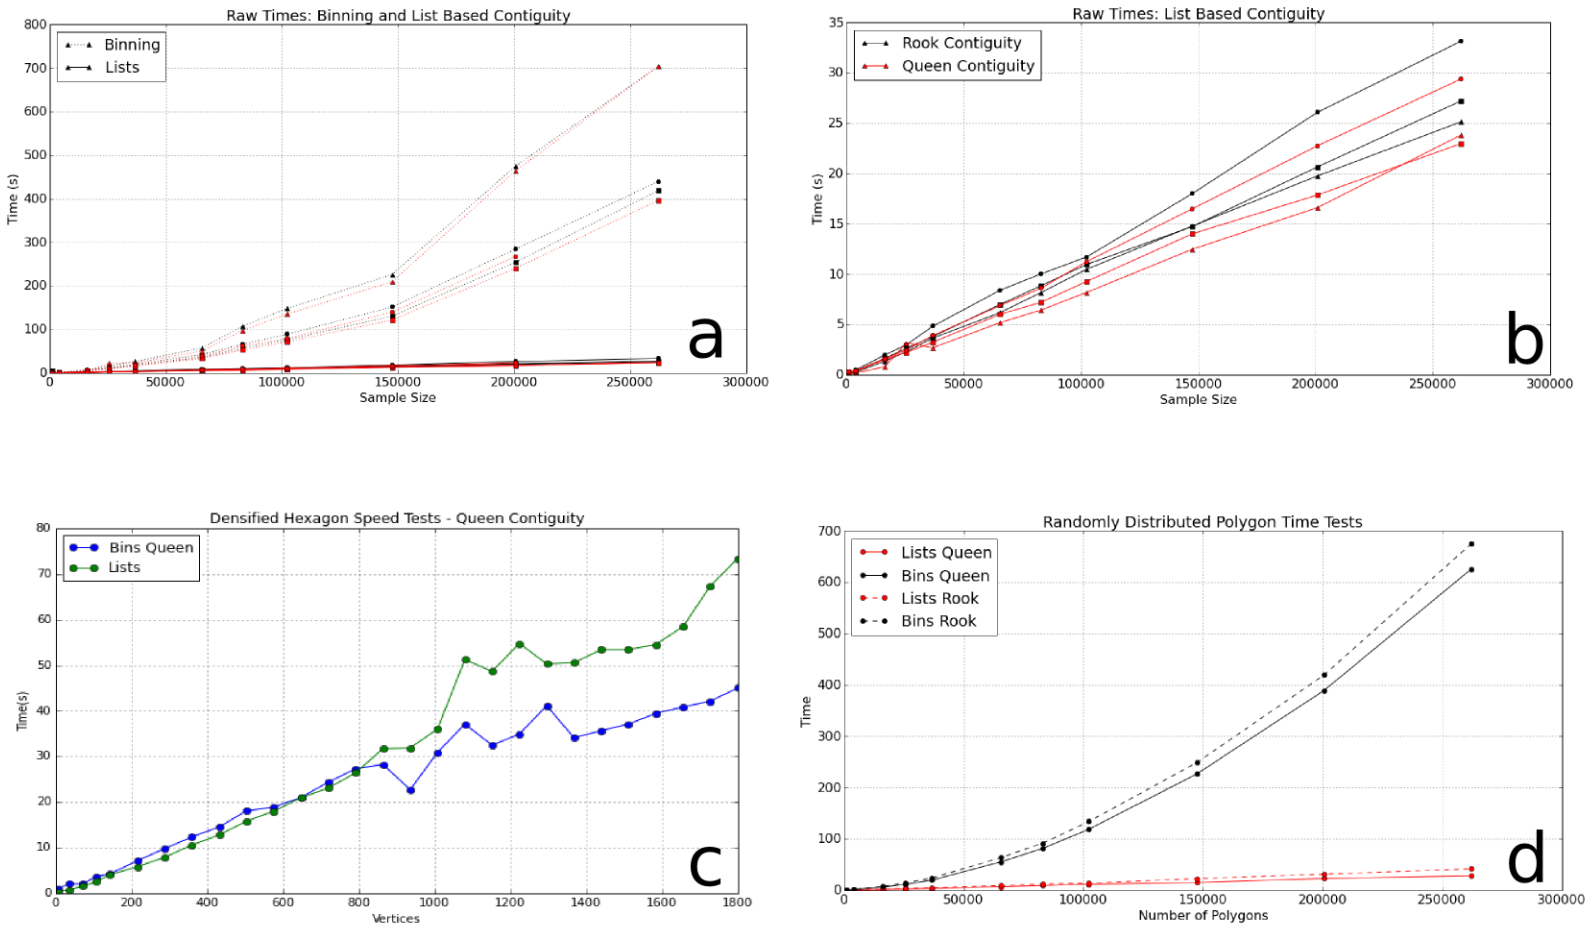 Raw Times: Binning and List Based Contiguity
800
700
600
500
400
300
200
100
0
Time (s)
Binning
Lists
a
0 50000 100000 150000 200000 250000 300000
Sample Size
Raw Times: List Based Contiguity
35
30
25
20
15
10
5
0
Time (s)
Rook Contiguity
Queen Contiguity
b
0 50000 100000 150000 200000 250000 300000
Sample Size
Densified Hexagon Speed Tests - Queen Contiguity
80
70
60
50
40
30
20
10
0
Time(s)
Bins Queen
Lists
c
0 200 400 600 800 1000 1200 1400 1600 1800
Vertices
Randomly Distributed Polygon Time Tests
700
600
500
400
300
200
100
0
Time
Lists Queen
Bins Queen
Lists Rook
Bins Rook
d
0 50000 100000 150000 200000 250000 300000
Number of Polygons